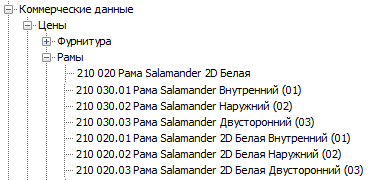 Коммерческие данные
Цены
Фурнитура
Рамы
210 020 Рама Salamander 2D Белая
210 030.01 Рама Salamander Внутренний (01)
210 030.02 Рама Salamander Наружний (02)
210 030.03 Рама Salamander Двусторонний (03)
210 020.01 Рама Salamander 2D Белая Внутренний (01)
210 020.02 Рама Salamander 2D Белая Наружний (02)
210 020.03 Рама Salamander 2D Белая Двусторонний (03)